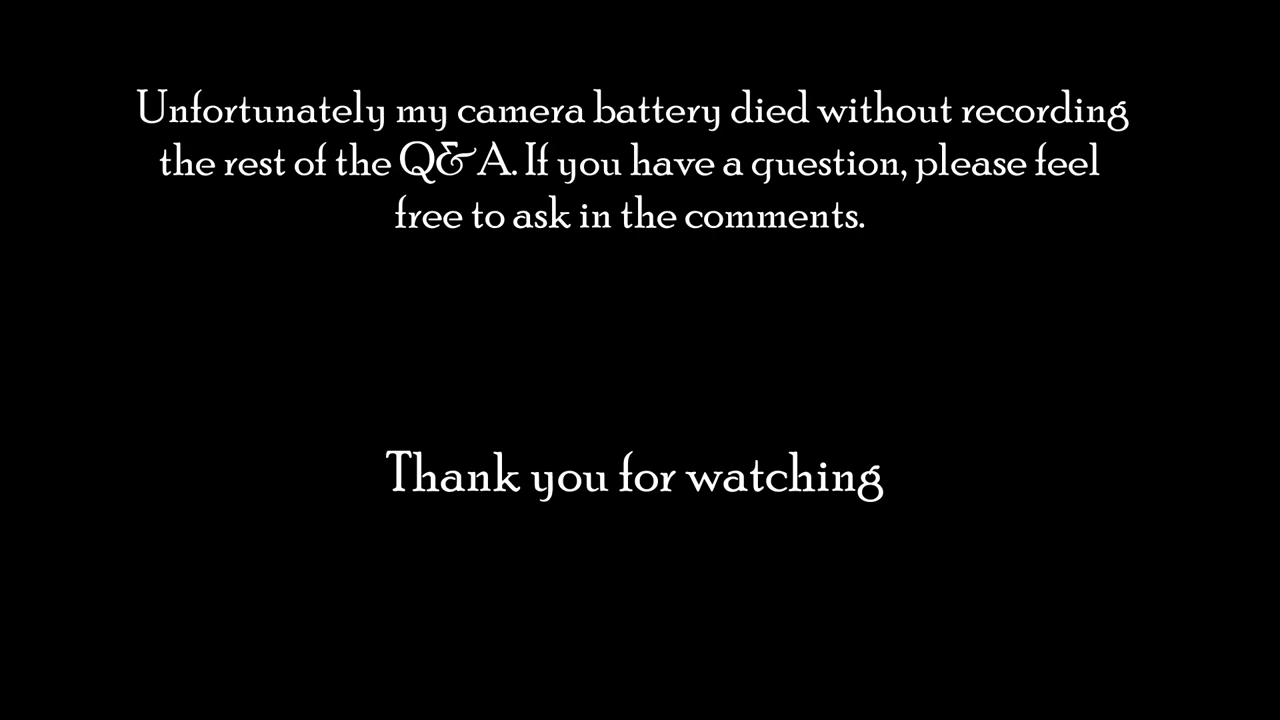 Unfortunately my camera battery died without recording
the rest of the Q&A. If you have a question, please feel
free to ask in the comments.
Thank you for watching